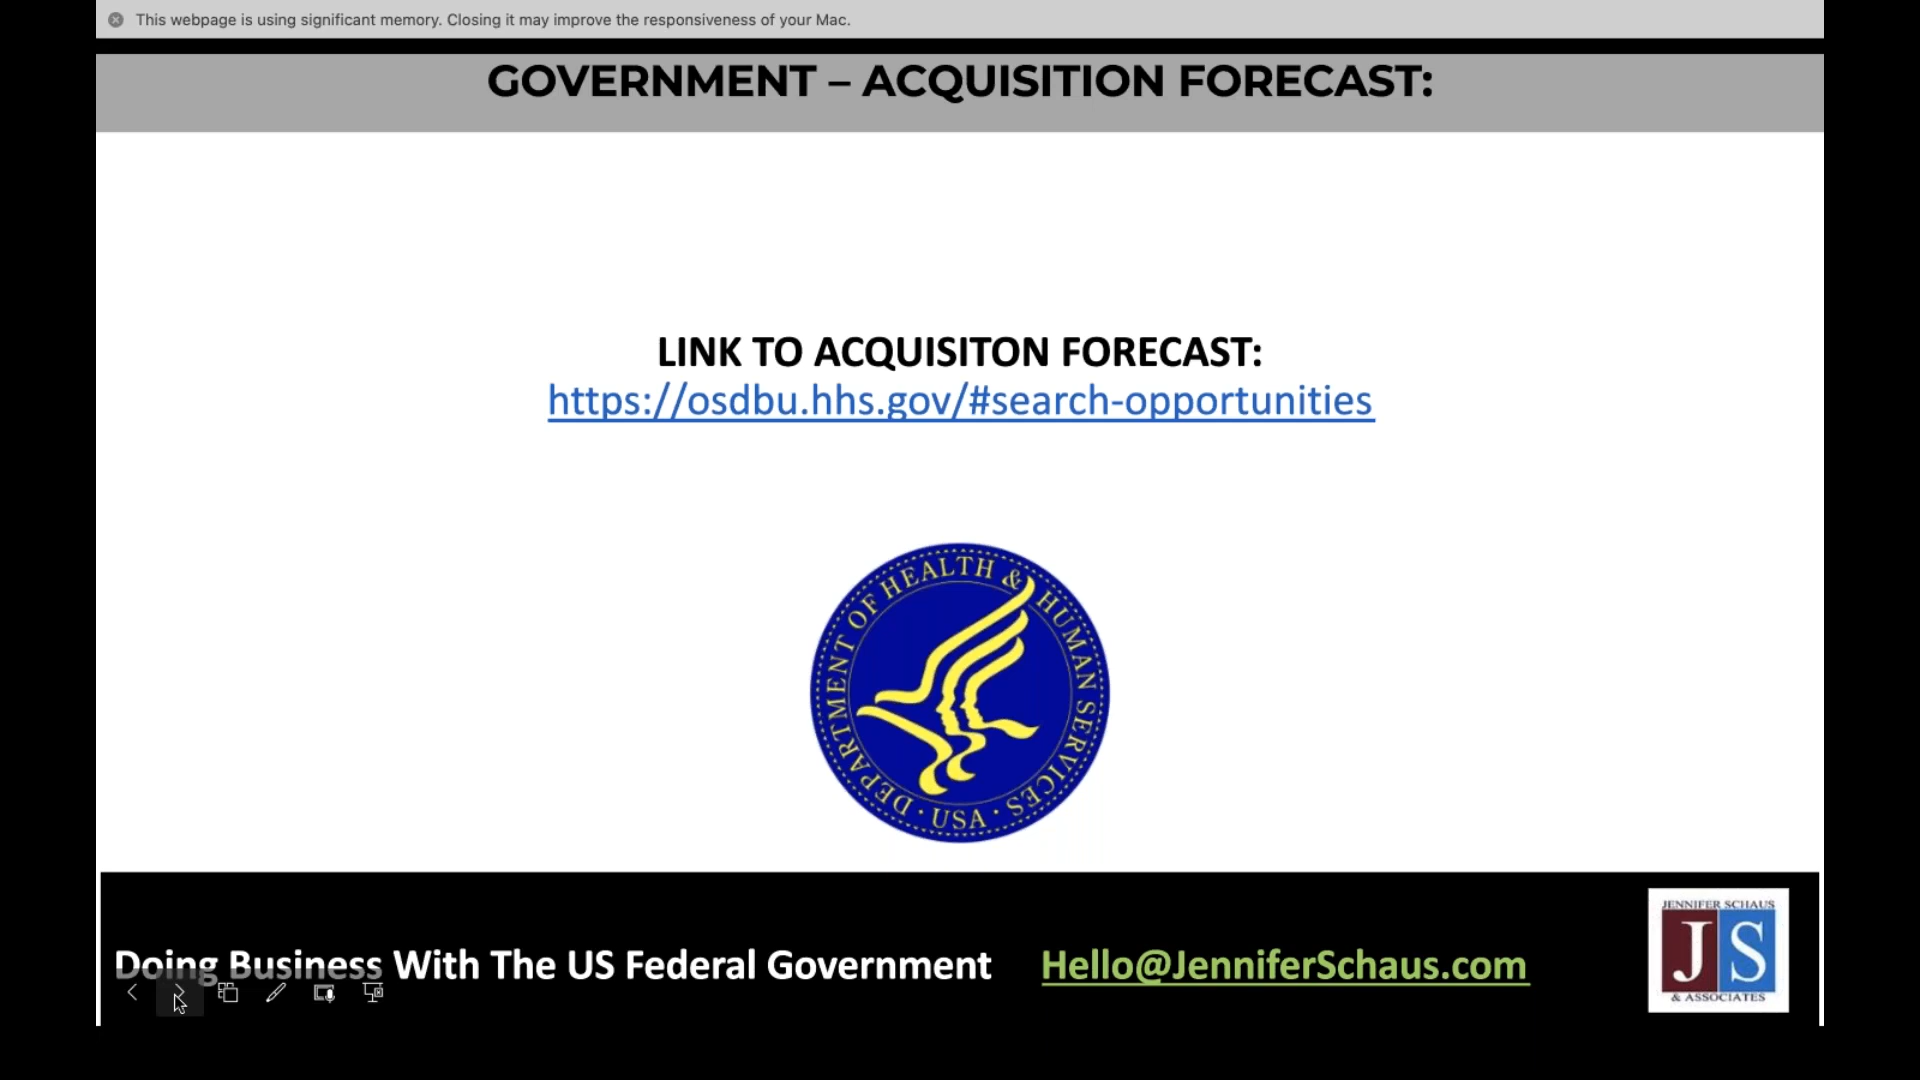 This webpage is using significant memory. Closing it may improve the responsiveness of your Mac.
GOVERNMENT – ACQUISITION FORECAST:
LINK TO ACQUISITON FORECAST:
https://osdbu.hhs.gov/#search-opportunities
DEPARTMENT OF HEALTH & HUMAN SERVICES · USA ·
Doing Business With The US Federal Government
Hello@JenniferSchaus.com
JENNIFER SCHAUS
JS
& ASSOCIATES